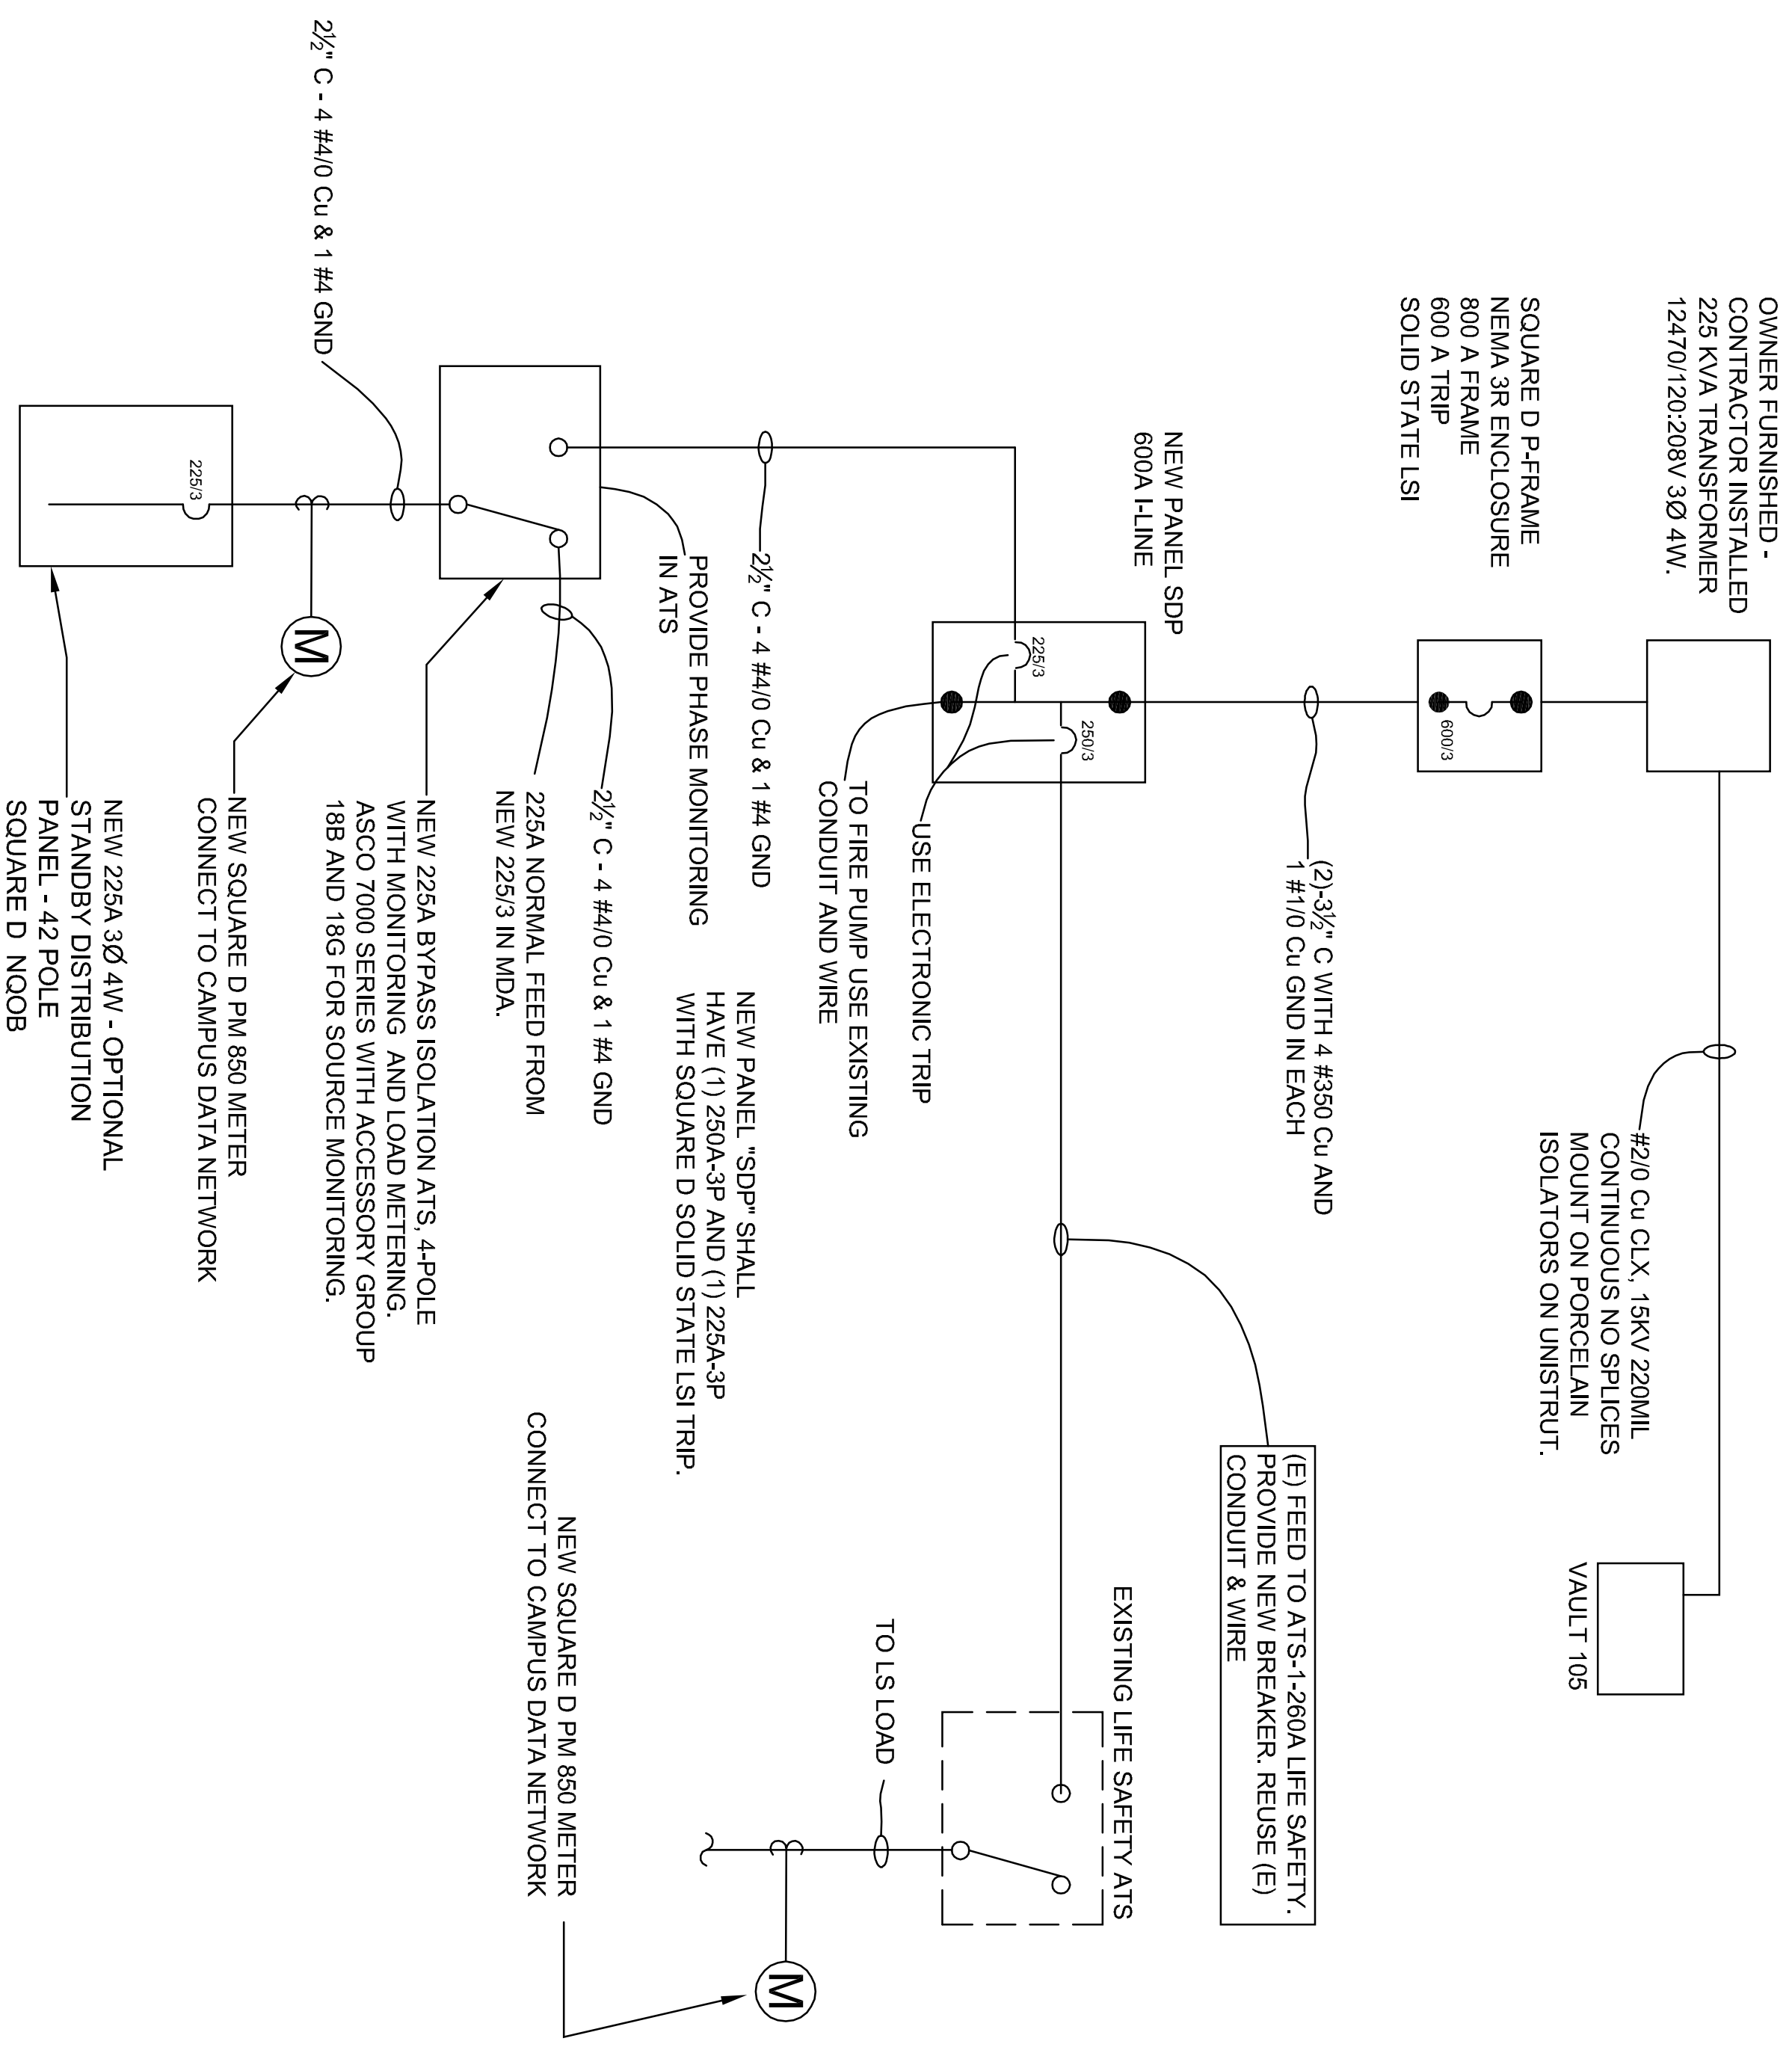 OWNER FURNISHED -
CONTRACTOR INSTALLED
225 KVA TRANSFORMER
12470/120:208V 3Ø 4W.
#2/0 Cu CLX, 15KV 220MIL
CONTINUOUS NO SPLICES
MOUNT ON PORCELAIN
ISOLATORS ON UNISTRUT.
VAULT 105
SQUARE D P-FRAME
NEMA 3R ENCLOSURE
800 A FRAME
600 A TRIP
SOLID STATE LSI
600/3
(2)-3½" C WITH 4 #350 Cu AND
1 #1/0 Cu GND IN EACH
(E) FEED TO ATS-1-260A LIFE SAFETY.
PROVIDE NEW BREAKER. REUSE (E)
CONDUIT & WIRE
NEW PANEL SDP
600A I-LINE
225/3
250/3
EXISTING LIFE SAFETY ATS
USE ELECTRONIC TRIP
TO LS LOAD
TO FIRE PUMP USE EXISTING
CONDUIT AND WIRE
2½" C - 4 #4/0 Cu & 1 #4 GND
M
NEW PANEL "SDP" SHALL
HAVE (1) 250A-3P AND (1) 225A-3P
WITH SQUARE D SOLID STATE LSI TRIP.
PROVIDE PHASE MONITORING
IN ATS
2½" C - 4 #4/0 Cu & 1 #4 GND
NEW SQUARE D PM 850 METER
CONNECT TO CAMPUS DATA NETWORK
225A NORMAL FEED FROM
NEW 225/3 IN MDA.
NEW 225A BYPASS ISOLATION ATS, 4-POLE
WITH MONITORING AND LOAD METERING.
ASCO 7000 SERIES WITH ACCESSORY GROUP
18B AND 18G FOR SOURCE MONITORING.
2½" C - 4 #4/0 Cu & 1 #4 GND
M
NEW SQUARE D PM 850 METER
CONNECT TO CAMPUS DATA NETWORK
225/3
NEW 225A 3Ø 4W - OPTIONAL
STANDBY DISTRIBUTION
PANEL - 42 POLE
SQUARE D NQOB